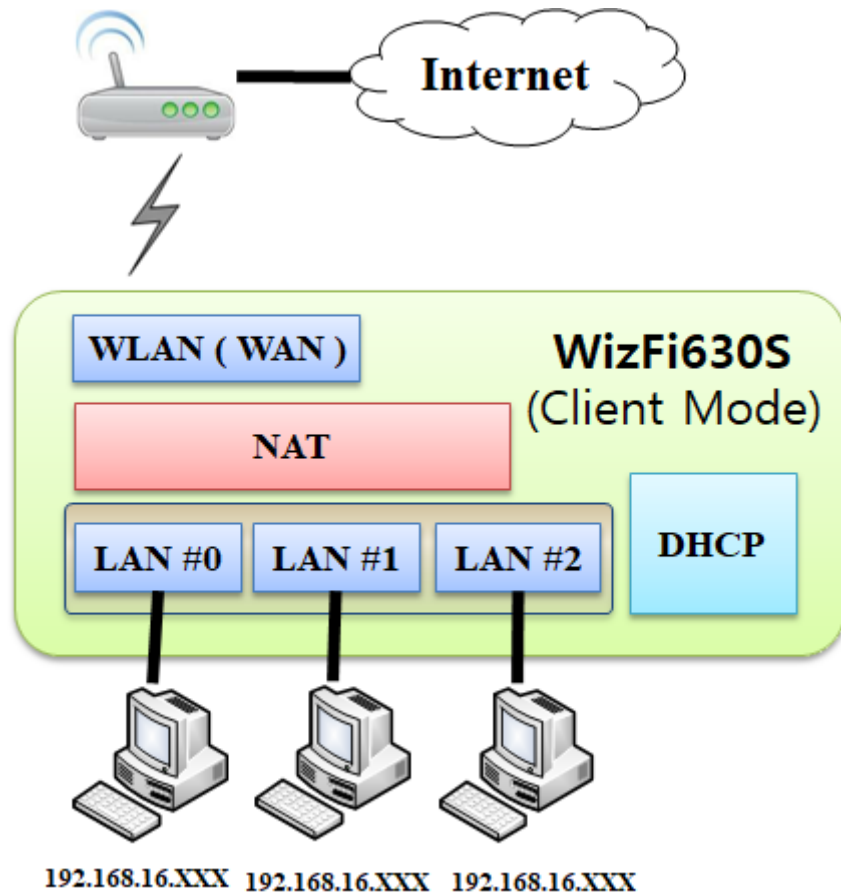 Internet
WLAN ( WAN )
WizFi630S
(Client Mode)
NAT
LAN #0
LAN #1
LAN #2
DHCP
192.168.16.XXX
192.168.16.XXX
192.168.16.XXX